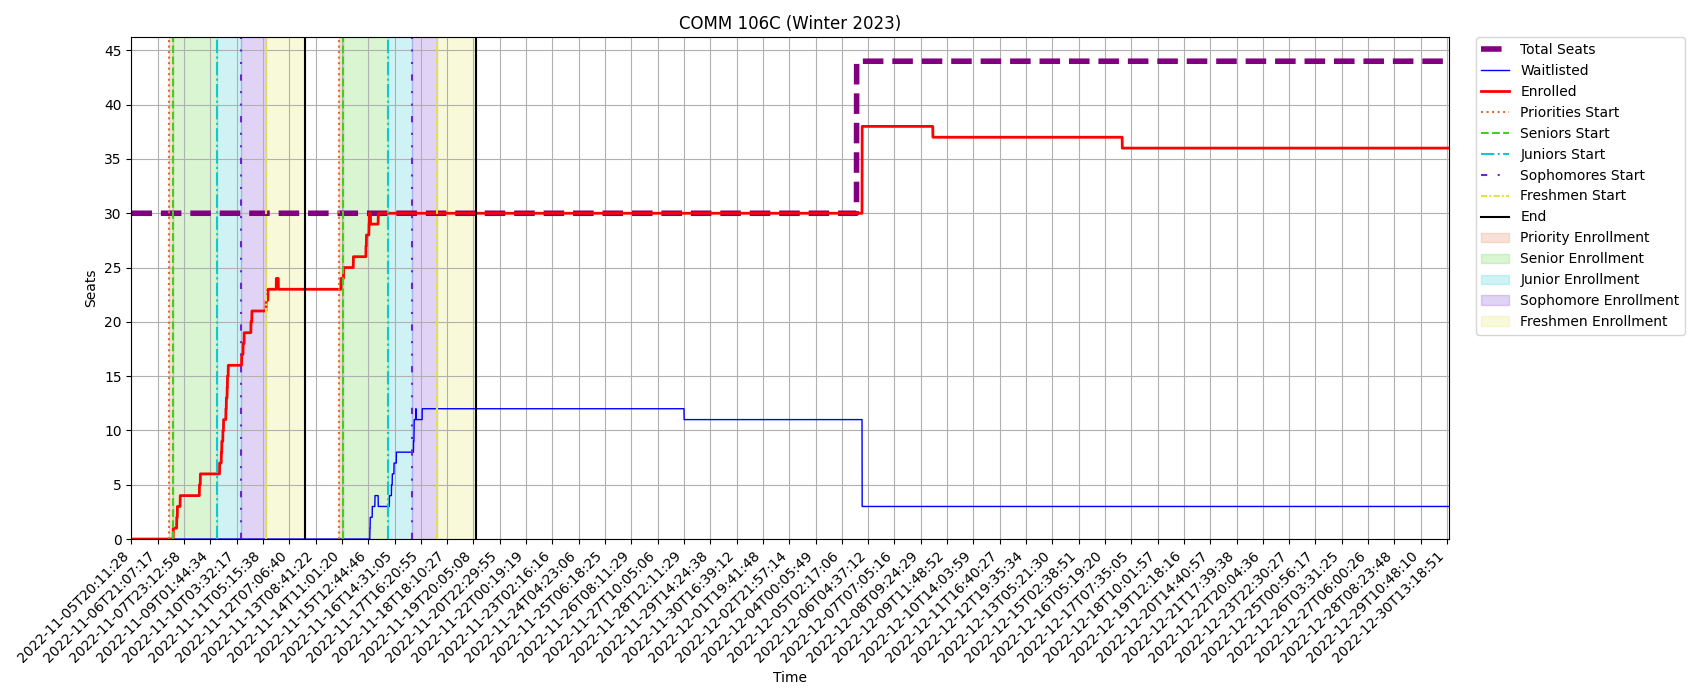 COMM 106C (Winter 2023)
Seats
45
40
35
30
25
20
15
10
5
0
2022-11-05T20:11:28
2022-11-06T21:07:17
2022-11-07T23:12:58
2022-11-09T01:44:34
2022-11-10T03:32:17
2022-11-11T05:15:38
2022-11-12T07:06:40
2022-11-13T08:41:22
2022-11-14T11:01:20
2022-11-15T12:44:46
2022-11-16T14:31:05
2022-11-17T16:20:55
2022-11-18T18:10:27
2022-11-19T20:05:08
2022-11-20T22:29:55
2022-11-22T00:19:19
2022-11-23T02:16:16
2022-11-24T04:23:06
2022-11-25T06:18:25
2022-11-26T08:11:29
2022-11-27T10:05:06
2022-11-28T12:11:29
2022-11-29T14:24:38
2022-11-30T16:39:12
2022-12-01T19:41:48
2022-12-02T21:57:14
2022-12-04T00:05:49
2022-12-05T02:17:06
2022-12-06T04:37:12
2022-12-07T07:05:16
2022-12-08T09:24:29
2022-12-09T11:48:52
2022-12-10T14:03:59
2022-12-11T16:40:27
2022-12-12T19:35:34
2022-12-13T05:21:30
2022-12-15T02:38:51
2022-12-16T05:19:20
2022-12-17T07:35:05
2022-12-18T10:01:57
2022-12-19T12:18:16
2022-12-20T14:40:57
2022-12-21T17:39:38
2022-12-22T20:04:36
2022-12-23T22:30:27
2022-12-25T00:56:17
2022-12-26T03:31:25
2022-12-27T06:00:26
2022-12-28T08:23:48
2022-12-29T10:48:10
2022-12-30T13:18:51
Time
Total Seats
Waitlisted
Enrolled
Priorities Start
Seniors Start
Juniors Start
Sophomores Start
Freshmen Start
End
Priority Enrollment
Senior Enrollment
Junior Enrollment
Sophomore Enrollment
Freshmen Enrollment